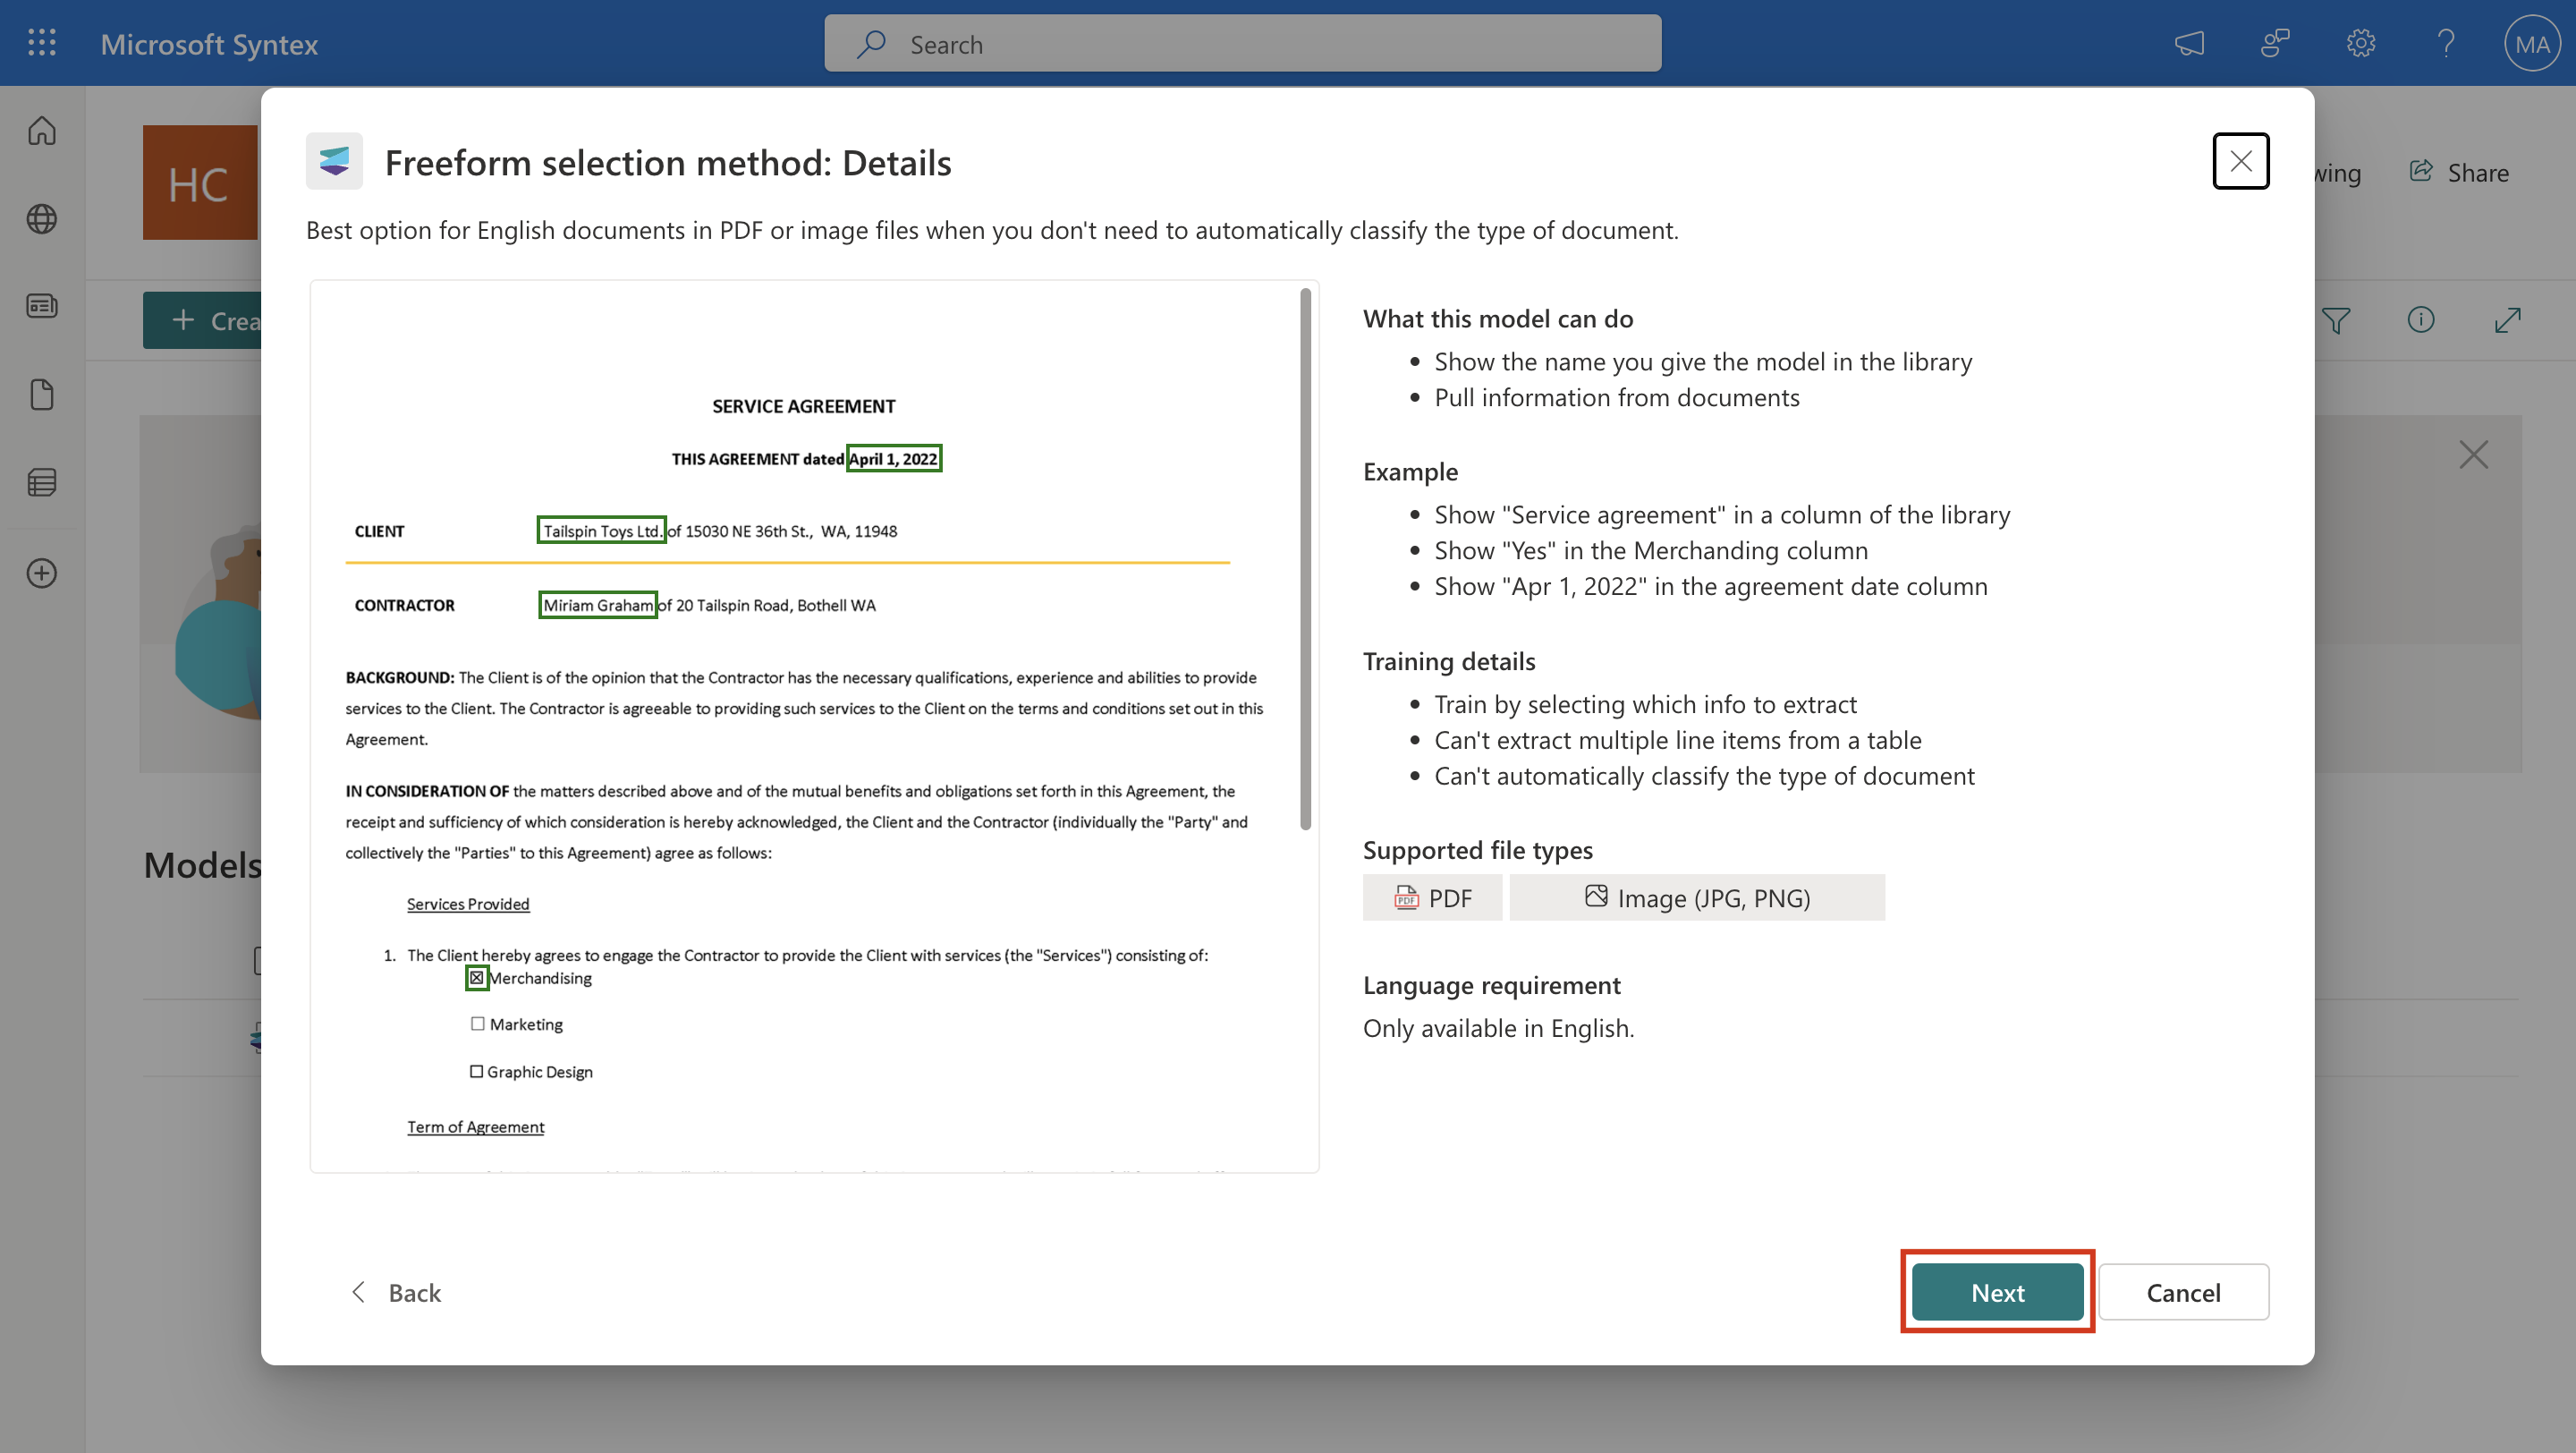 Microsoft Syntex
Search
MA
HC
wing
Share
Crea
Freeform selection method: Details
Best option for English documents in PDF or image files when you don't need to automatically classify the type of document.
SERVICE AGREEMENT
THIS AGREEMENT dated April 1, 2022
CLIENT Tailspin Toys Ltd. of 15030 NE 36th St., WA, 11948
CONTRACTOR Miriam Graham of 20 Tailspin Road, Bothell WA
BACKGROUND: The Client is of the opinion that the Contractor has the necessary qualifications, experience and abilities to provide
services to the Client. The Contractor is agreeable to providing such services to the Client on the terms and conditions set out in this
Agreement.
IN CONSIDERATION OF the matters described above and of the mutual benefits and obligations set forth in this Agreement, the
receipt and sufficiency of which consideration is hereby acknowledged, the Client and the Contractor (individually the "Party" and
collectively the "Parties" to this Agreement) agree as follows:
Services Provided
1. The Client hereby agrees to engage the Contractor to provide the Client with services (the "Services") consisting of:
☒ Merchandising
☐ Marketing
☐ Graphic Design
Term of Agreement
What this model can do
• Show the name you give the model in the library
• Pull information from documents
Example
• Show "Service agreement" in a column of the library
• Show "Yes" in the Merchanding column
• Show "Apr 1, 2022" in the agreement date column
Training details
• Train by selecting which info to extract
• Can't extract multiple line items from a table
• Can't automatically classify the type of document
Supported file types
PDF
Image (JPG, PNG)
Language requirement
Only available in English.
Models
Back
Next
Cancel